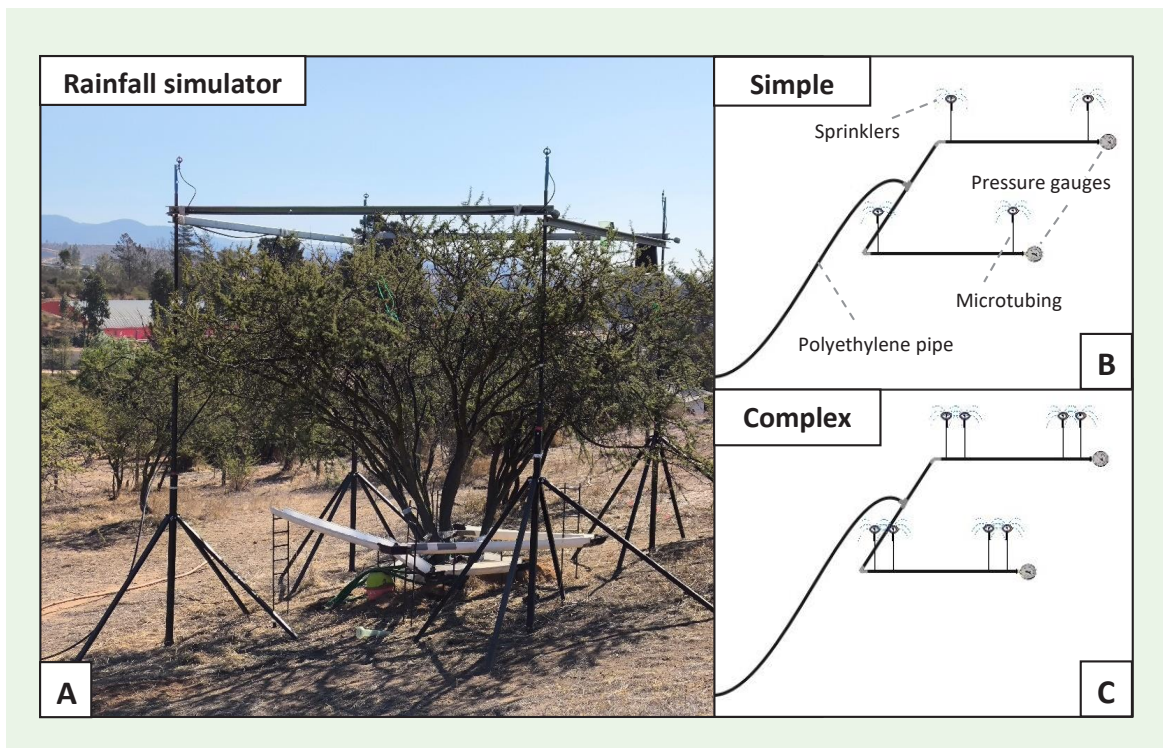 Rainfall simulator
A
Simple
Sprinklers
Pressure gauges
Microtubing
Polyethylene pipe
B
Complex
C